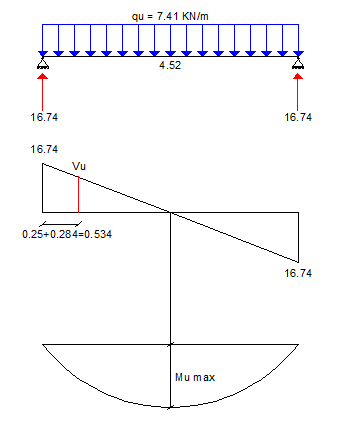 qu = 7.41 KN/m
4.52
16.74 16.74
16.74
Vu
0.25+0.284=0.534
16.74
Mu max